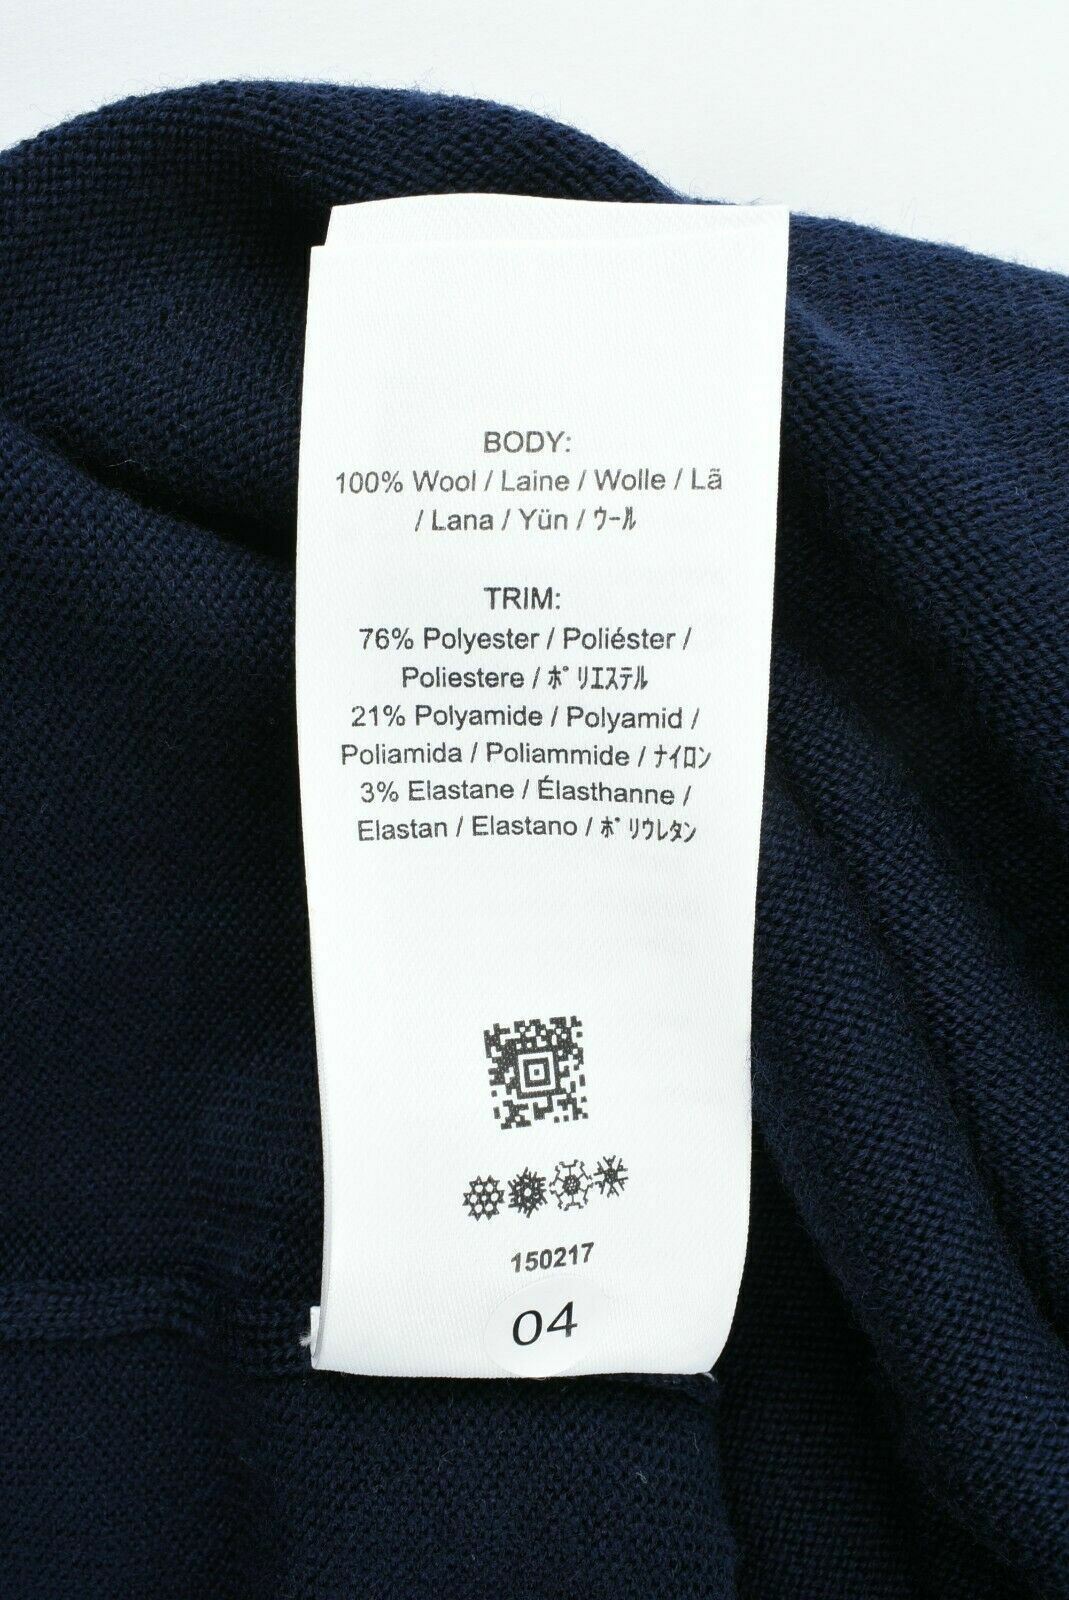 BODY:
100% Wool / Laine / Wolle / Lã
/ Lana / Yün / ウール
TRIM:
76% Polyester / Poliéster /
Poliestere / ポリエステル
21% Polyamide / Polyamid /
Poliamida / Poliammide / ナイロン
3% Elastane / Élasthanne /
Elastan / Elastano / ポリウレタン
150217
04